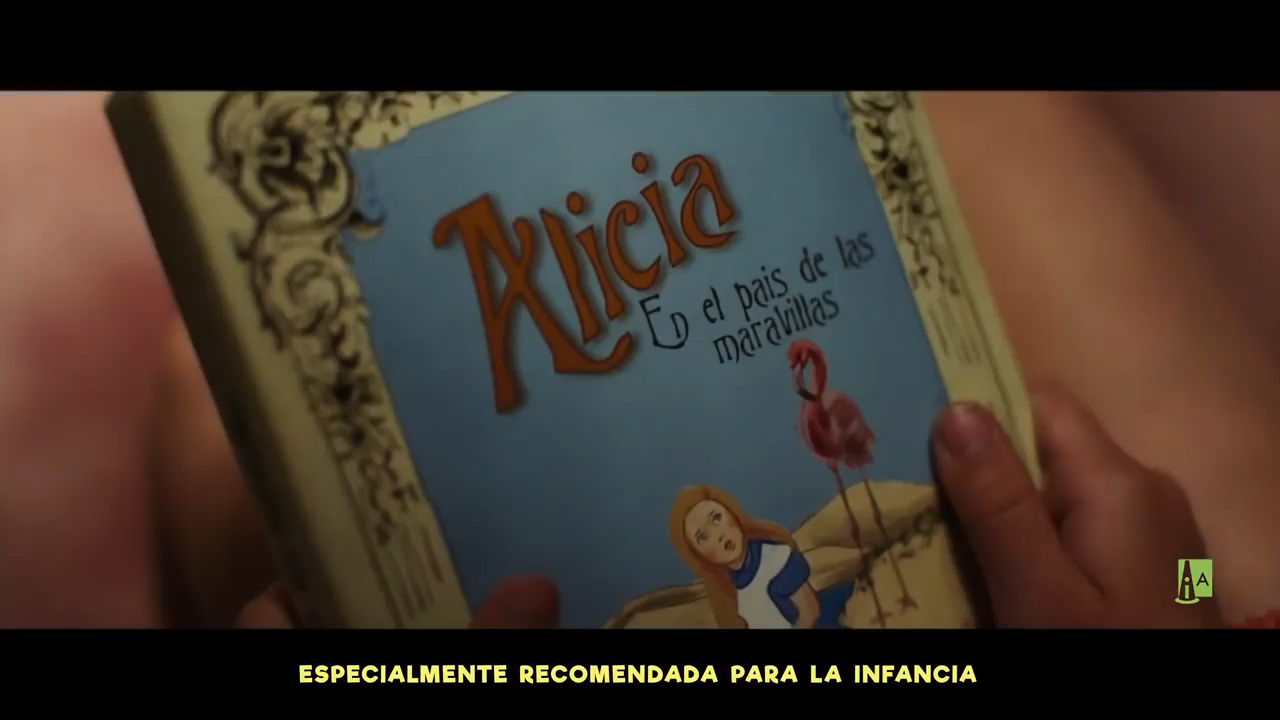 Alicia
En el pais de las
maravillas
A
ESPECIALMENTE RECOMENDADA PARA LA INFANCIA